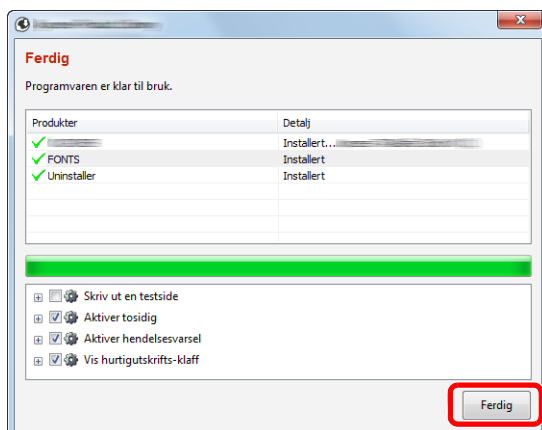 Ferdig
Programvaren er klar til bruk.
Produkter Detalj
Installert...
FONTS Installert
Uninstaller Installert
Skriv ut en testside
Aktiver tosidig
Aktiver hendelsesvarsel
Vis hurtigutskrifts-klaff
Ferdig